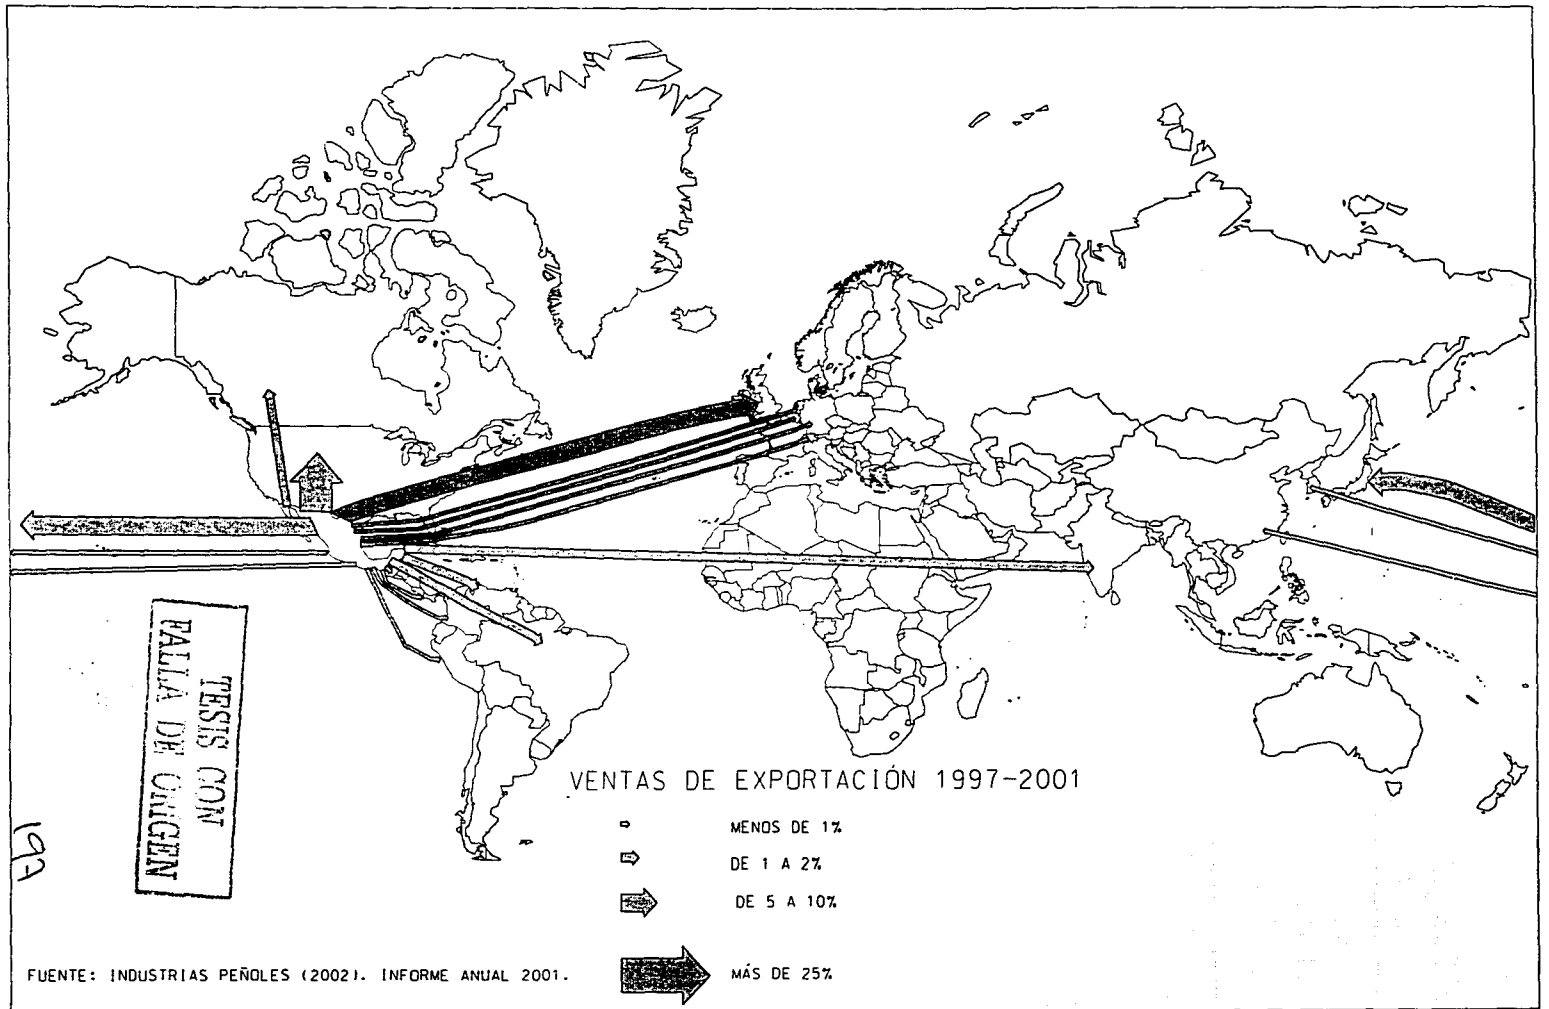 VENTAS DE EXPORTACIÓN 1997-2001
MENOS DE 1%
DE 1 A 2%
DE 5 A 10%
MÁS DE 25%
FUENTE: INDUSTRIAS PEÑOLES (2002). INFORME ANUAL 2001.
TESIS CON
FALLA DE ORIGEN
197